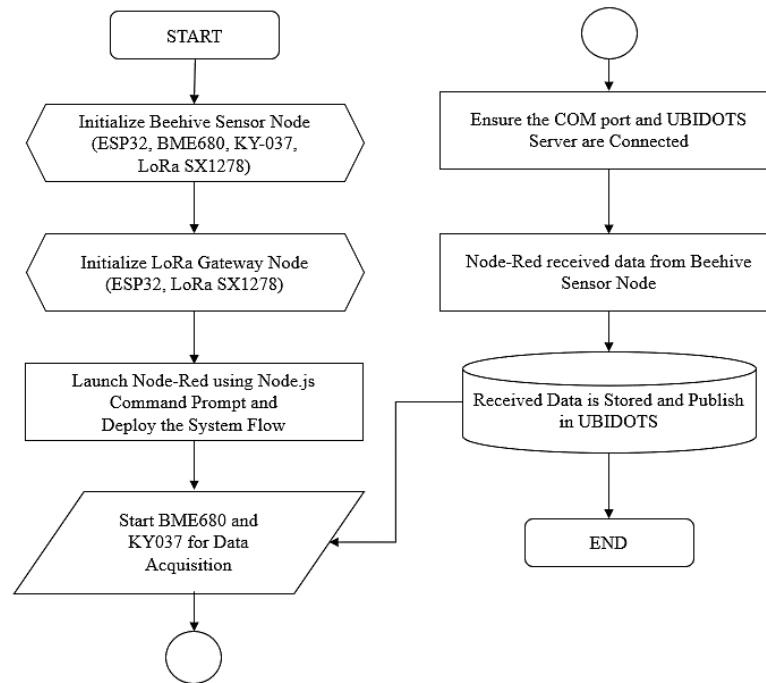 START
Initialize Beehive Sensor Node
(ESP32, BME680, KY-037,
LoRa SX1278)
Initialize LoRa Gateway Node
(ESP32, LoRa SX1278)
Launch Node-Red using Node.js
Command Prompt and
Deploy the System Flow
Start BME680 and
KY037 for Data
Acquisition
Ensure the COM port and UBIDOTS
Server are Connected
Node-Red received data from Beehive
Sensor Node
Received Data is Stored and Publish
in UBIDOTS
END